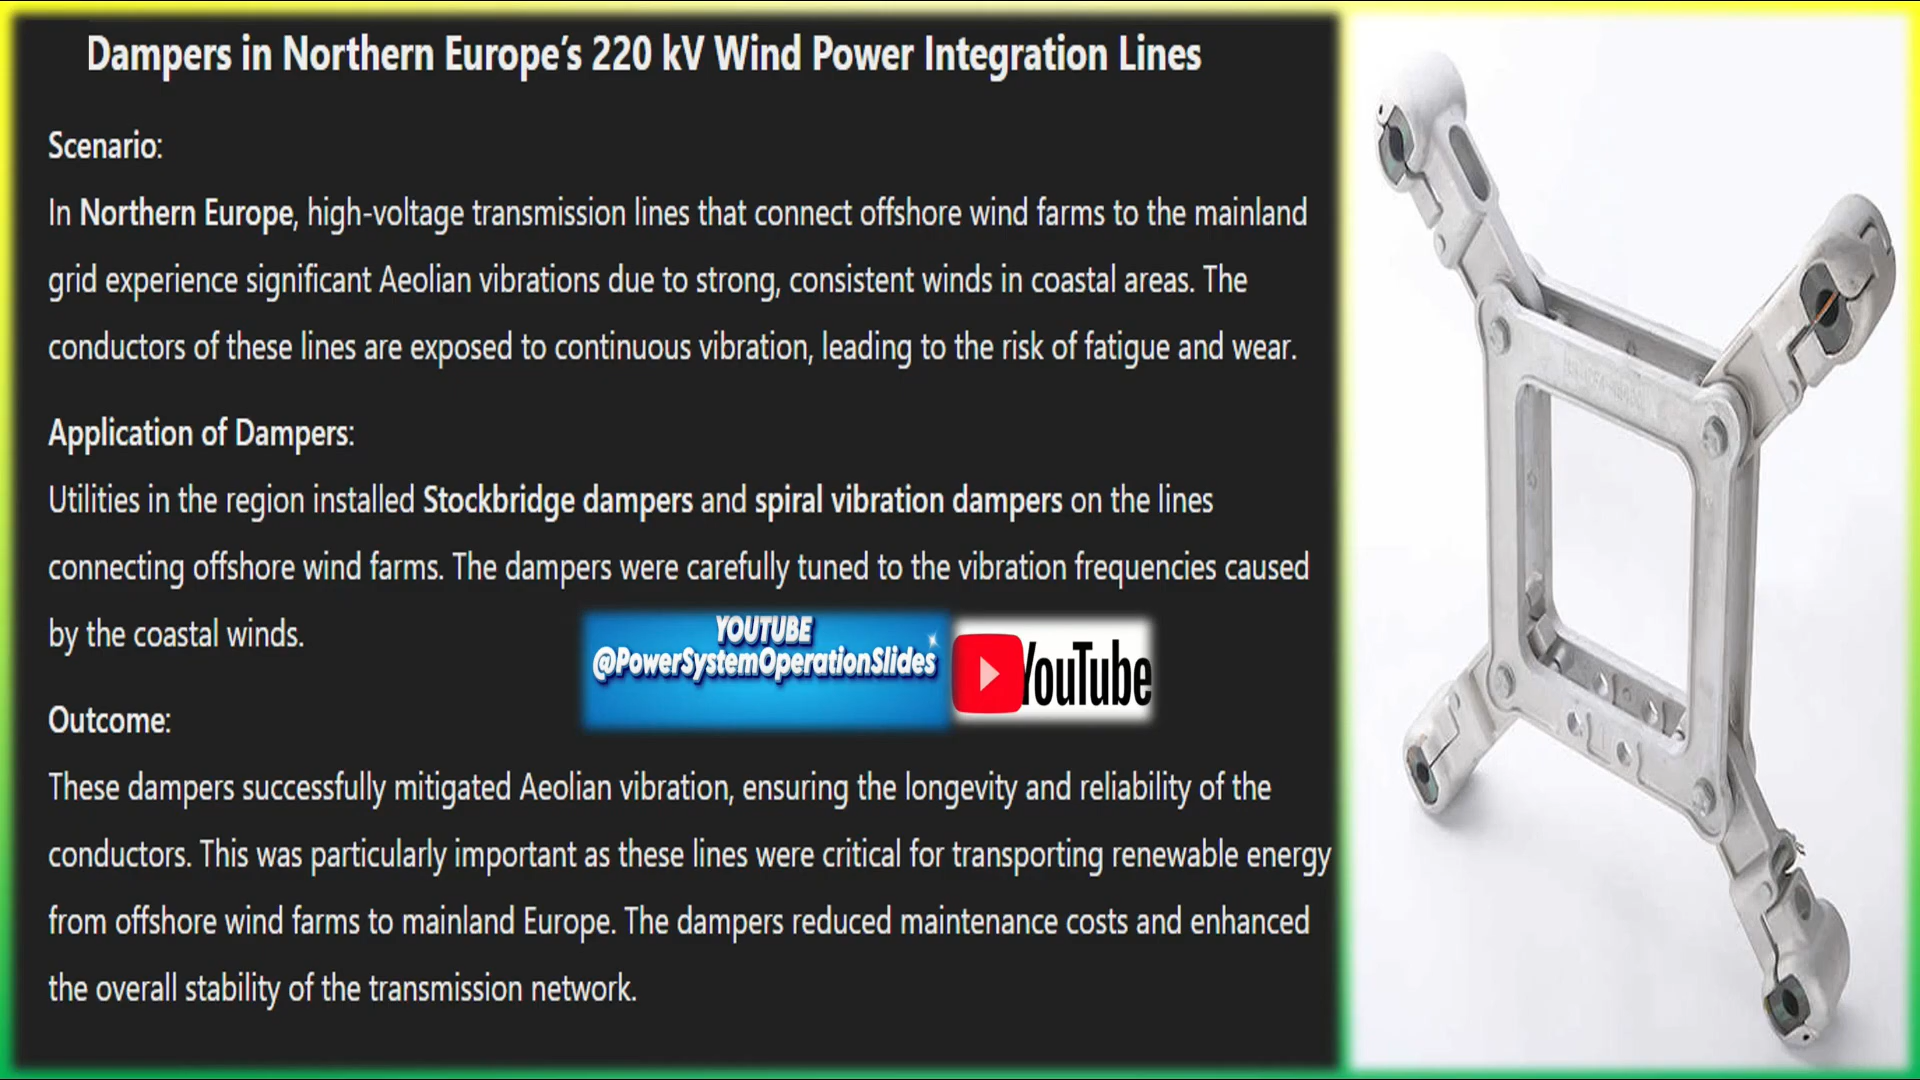 Dampers in Northern Europe’s 220 kV Wind Power Integration Lines
Scenario:
In Northern Europe, high-voltage transmission lines that connect offshore wind farms to the mainland
grid experience significant Aeolian vibrations due to strong, consistent winds in coastal areas. The
conductors of these lines are exposed to continuous vibration, leading to the risk of fatigue and wear.
Application of Dampers:
Utilities in the region installed Stockbridge dampers and spiral vibration dampers on the lines
connecting offshore wind farms. The dampers were carefully tuned to the vibration frequencies caused
by the coastal winds.
YOUTUBE
@PowerSystemOperationSlides
YouTube
Outcome:
These dampers successfully mitigated Aeolian vibration, ensuring the longevity and reliability of the
conductors. This was particularly important as these lines were critical for transporting renewable energy
from offshore wind farms to mainland Europe. The dampers reduced maintenance costs and enhanced
the overall stability of the transmission network.